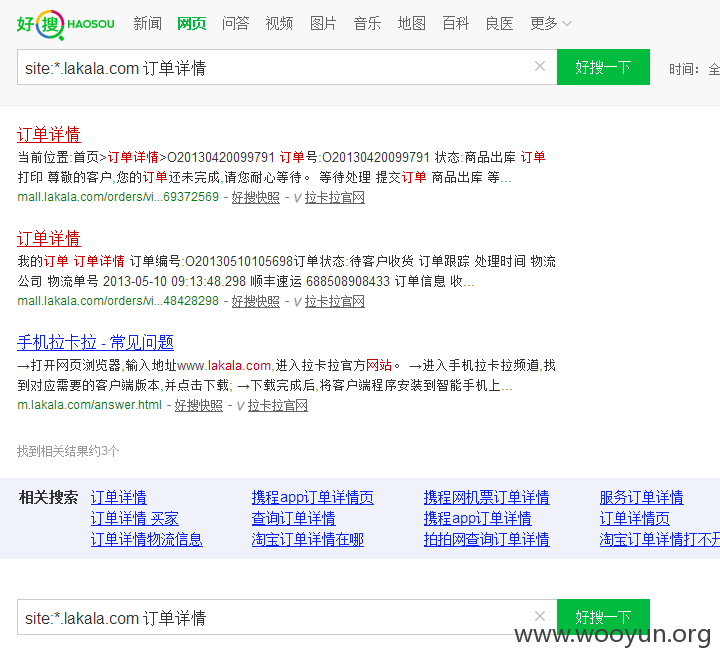 好搜 HAOSOU 新闻 网页 问答 视频 图片 音乐 地图 百科 良医 更多
site:*.lakala.com 订单详情 × 好搜一下 时间：全
订单详情
当前位置:首页>订单详情>O20130420099791 订单号:O20130420099791 状态:商品出库 订单
打印 尊敬的客户,您的订单还未完成,请您耐心等待。 等待处理 提交订单 商品出库 等...
mall.lakala.com/orders/vi...69372569 - 好搜快照 - V 拉卡拉官网
订单详情
我的订单 订单详情 订单编号:O20130510105698订单状态:待客户收货 订单跟踪 处理时间 物流
公司 物流单号 2013-05-10 09:13:48.298 顺丰速运 688508908433 订单信息 收...
mall.lakala.com/orders/vi...48428298 - 好搜快照 - V 拉卡拉官网
手机拉卡拉 - 常见问题
→打开网页浏览器,输入地址www.lakala.com,进入拉卡拉官方网站。 →进入手机拉卡拉频道,找
到对应需要的客户端版本,并点击下载; →下载完成后,将客户端程序安装到智能手机上...
m.lakala.com/answer.html - 好搜快照 - V 拉卡拉官网
找到相关结果约3个
相关搜索 订单详情 携程app订单详情页 携程网机票订单详情 服务订单详情
订单详情 买家 查询订单详情 携程app订单详情 订单详情页
订单详情物流信息 淘宝订单详情在哪 拍拍网查询订单详情 淘宝订单详情打不开
site:*.lakala.com 订单详情 × 好搜一下
www.wooyun.org